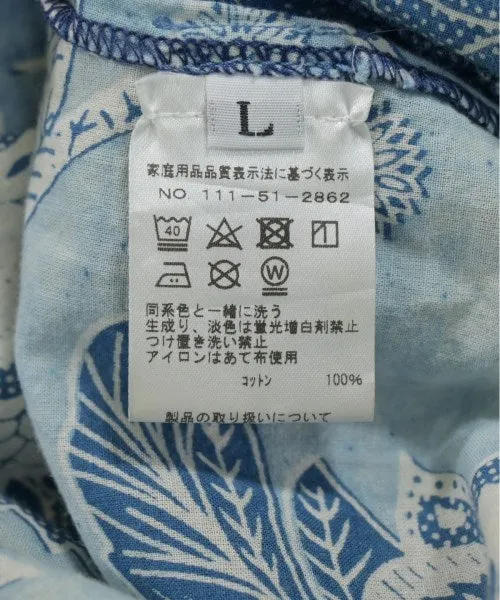 L
家庭用品品質表示法に基づく表示
NO 111-51-2862
40
W
同系色と一緒に洗う
生成り、淡色は蛍光増白剤禁止
つけ置き洗い禁止
アイロンはあて布使用
コットン 100%
製品の取り扱いについて